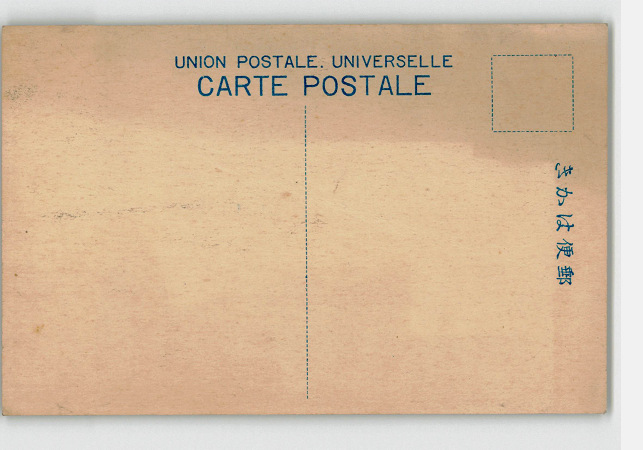 UNION POSTALE. UNIVERSELLE
CARTE POSTALE
きかは便郵